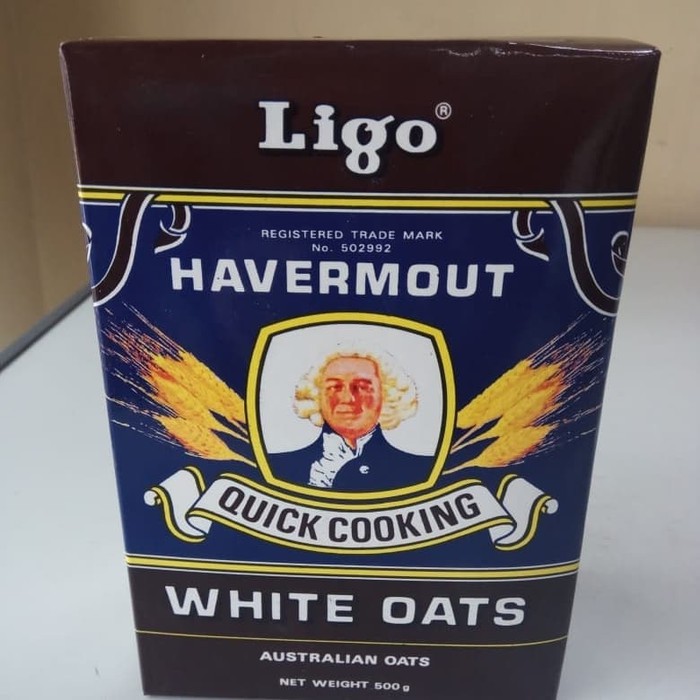 Ligo®
REGISTERED TRADE MARK
No. 502992
HAVERMOUT
QUICK COOKING
WHITE OATS
AUSTRALIAN OATS
NET WEIGHT 500g